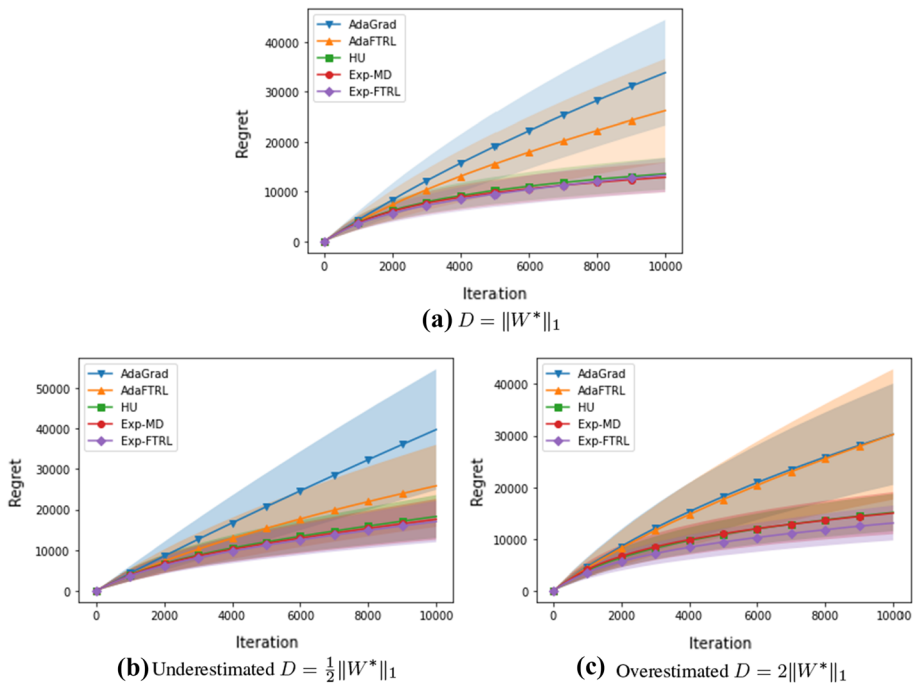 AdaGrad
AdaFTRL
HU
Exp-MD
Exp-FTRL
40000
30000
20000
10000
0
Regret
0 2000 4000 6000 8000 10000
Iteration
(a) D = ‖W*‖₁
AdaGrad
AdaFTRL
HU
Exp-MD
Exp-FTRL
50000
40000
30000
20000
10000
0
Regret
0 2000 4000 6000 8000 10000
Iteration
(b) Underestimated D = ½‖W*‖₁
AdaGrad
AdaFTRL
HU
Exp-MD
Exp-FTRL
40000
30000
20000
10000
0
Regret
0 2000 4000 6000 8000 10000
Iteration
(c) Overestimated D = 2‖W*‖₁